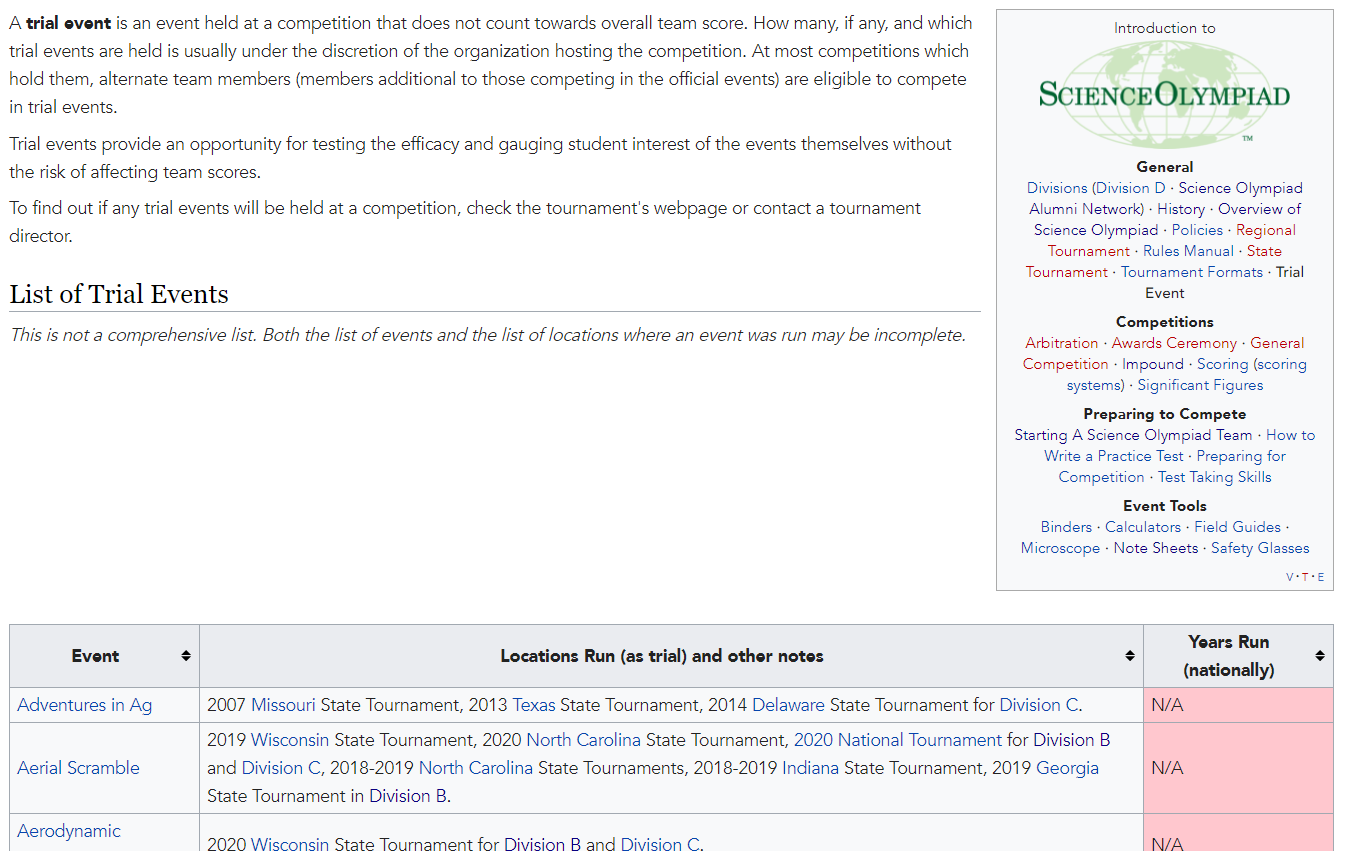 A trial event is an event held at a competition that does not count towards overall team score. How many, if any, and which
trial events are held is usually under the discretion of the organization hosting the competition. At most competitions which
hold them, alternate team members (members additional to those competing in the official events) are eligible to compete
in trial events.
Trial events provide an opportunity for testing the efficacy and gauging student interest of the events themselves without
the risk of affecting team scores.
To find out if any trial events will be held at a competition, check the tournament's webpage or contact a tournament
director.
List of Trial Events
This is not a comprehensive list. Both the list of events and the list of locations where an event was run may be incomplete.
Introduction to
SCIENCE OLYMPIAD
TM
General
Divisions (Division D · Science Olympiad
Alumni Network) · History · Overview of
Science Olympiad · Policies · Regional
Tournament · Rules Manual · State
Tournament · Tournament Formats · Trial
Event
Competitions
Arbitration · Awards Ceremony · General
Competition · Impound · Scoring (scoring
systems) · Significant Figures
Preparing to Compete
Starting A Science Olympiad Team · How to
Write a Practice Test · Preparing for
Competition · Test Taking Skills
Event Tools
Binders · Calculators · Field Guides ·
Microscope · Note Sheets · Safety Glasses
V · T · E
Event
Locations Run (as trial) and other notes
Years Run
(nationally)
Adventures in Ag
2007 Missouri State Tournament, 2013 Texas State Tournament, 2014 Delaware State Tournament for Division C.
N/A
Aerial Scramble
2019 Wisconsin State Tournament, 2020 North Carolina State Tournament, 2020 National Tournament for Division B
and Division C, 2018-2019 North Carolina State Tournaments, 2018-2019 Indiana State Tournament, 2019 Georgia
State Tournament in Division B.
N/A
Aerodynamic
2020 Wisconsin State Tournament for Division B and Division C.
N/A